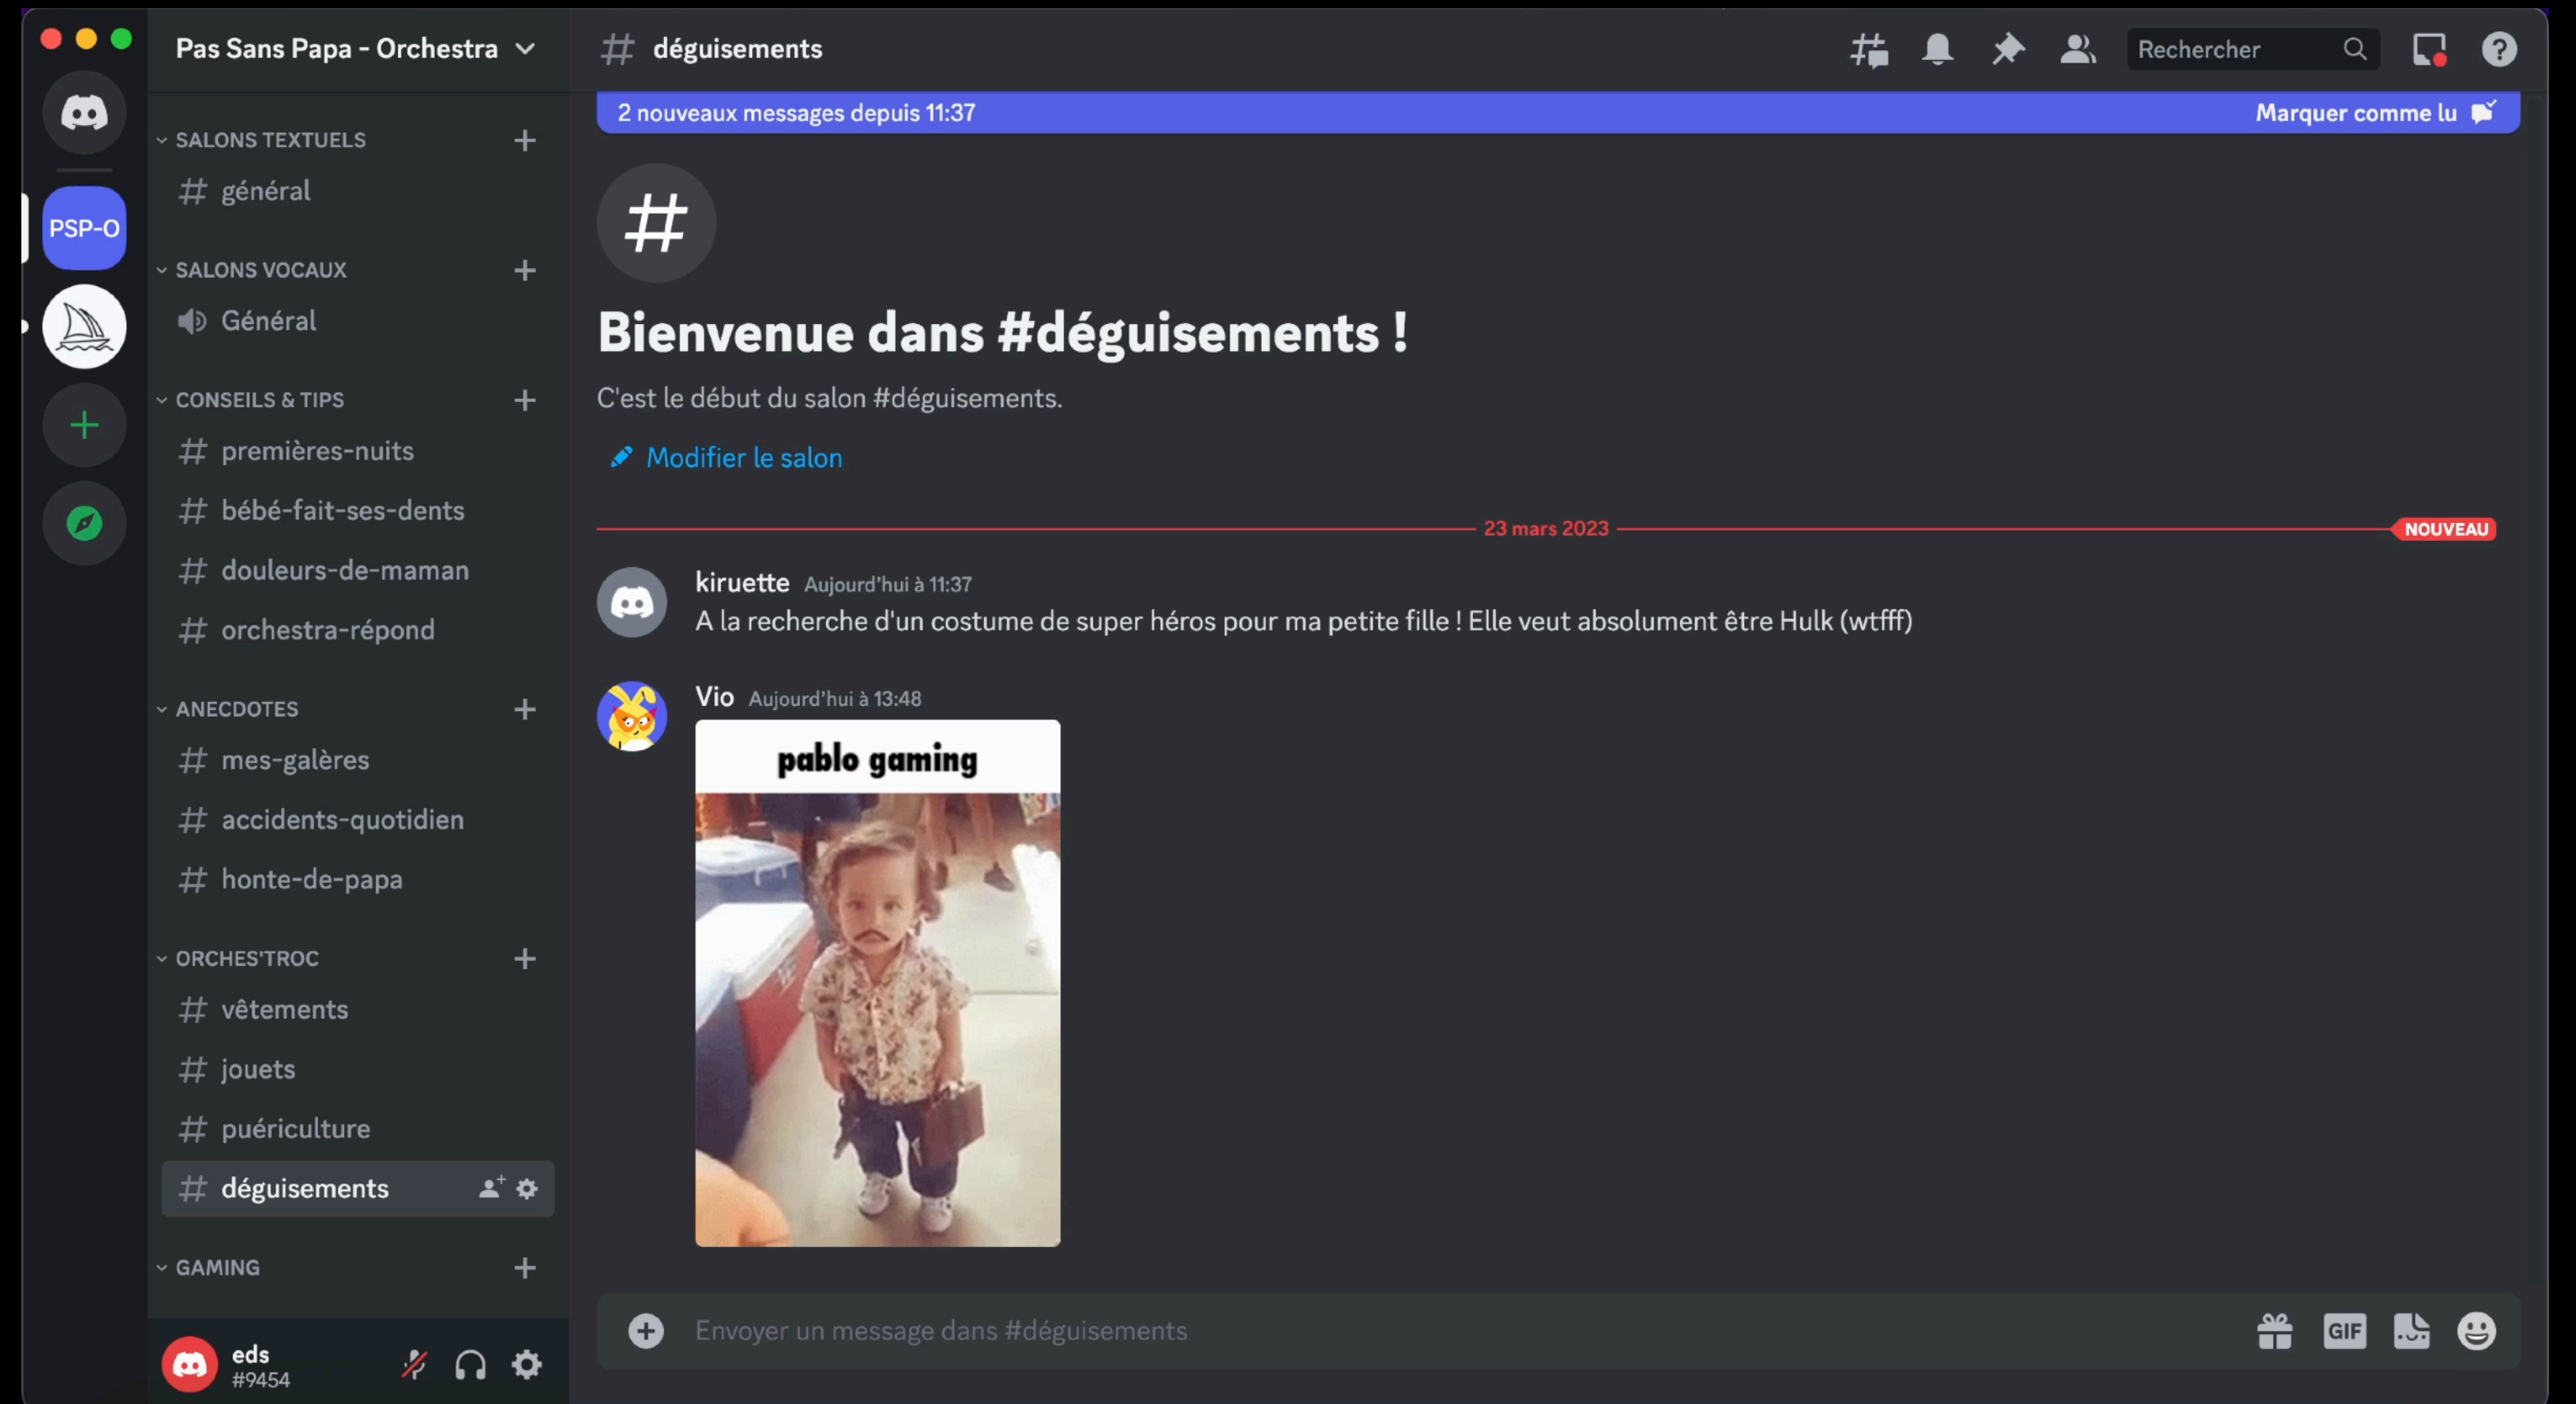 Pas Sans Papa - Orchestra
PSP-O
SALONS TEXTUELS
# général
SALONS VOCAUX
Général
CONSEILS & TIPS
# premières-nuits
# bébé-fait-ses-dents
# douleurs-de-maman
# orchestra-répond
ANECDOTES
# mes-galères
# accidents-quotidien
# honte-de-papa
ORCHES'TROC
# vêtements
# jouets
# puériculture
# déguisements
GAMING
eds
#9454
# déguisements
Rechercher
2 nouveaux messages depuis 11:37
Marquer comme lu
#
Bienvenue dans #déguisements !
C'est le début du salon #déguisements.
Modifier le salon
23 mars 2023
NOUVEAU
kiruette Aujourd'hui à 11:37
A la recherche d'un costume de super héros pour ma petite fille ! Elle veut absolument être Hulk (wtfff)
Vio Aujourd'hui à 13:48
pablo gaming
Envoyer un message dans #déguisements
GIF